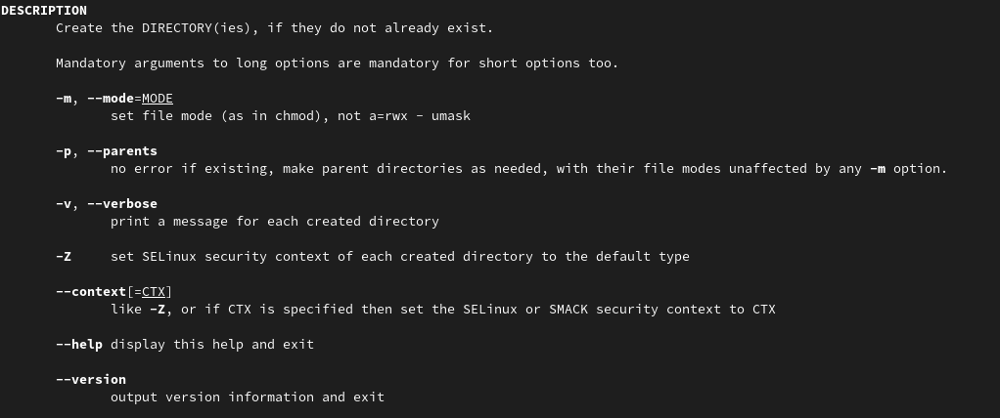 DESCRIPTION
Create the DIRECTORY(ies), if they do not already exist.
Mandatory arguments to long options are mandatory for short options too.
-m, --mode=MODE
set file mode (as in chmod), not a=rwx - umask
-p, --parents
no error if existing, make parent directories as needed, with their file modes unaffected by any -m option.
-v, --verbose
print a message for each created directory
-Z set SELinux security context of each created directory to the default type
--context[=CTX]
like -Z, or if CTX is specified then set the SELinux or SMACK security context to CTX
--help display this help and exit
--version
output version information and exit